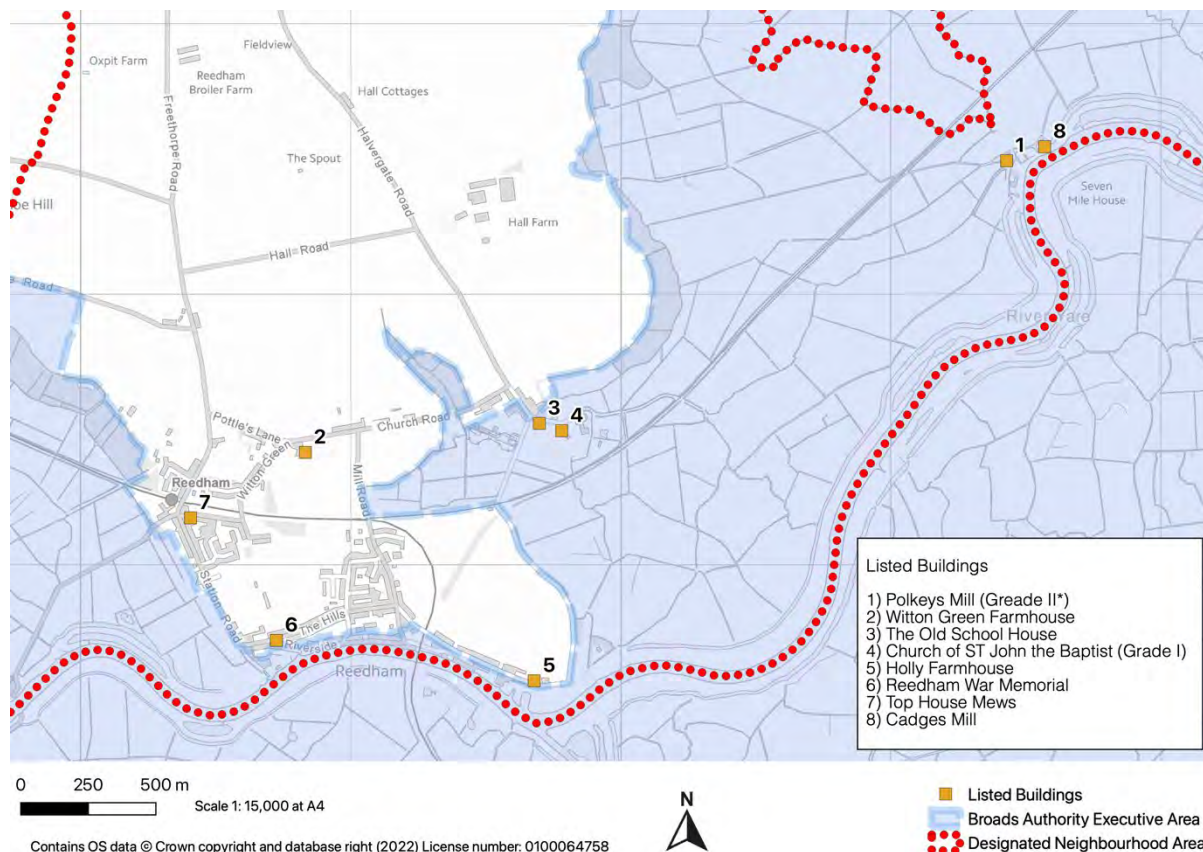 Oxpit Farm
Fieldview
Reedham
Broiler Farm
Hall Cottages
Freethorpe Road
Halvergate Road
The Spout
1
8
Seven
Mile House
oe Hill
Hall Farm
Hall Road
e Road
River Yare
Pottle's Lane
Church Road
3
4
2
Witton Green
Mill Road
Reedham
7
Station Road
The Hills
6
Riverside
Reedham
5
Listed Buildings
1) Polkeys Mill (Greade II*)
2) Witton Green Farmhouse
3) The Old School House
4) Church of ST John the Baptist (Grade I)
5) Holly Farmhouse
6) Reedham War Memorial
7) Top House Mews
8) Cadges Mill
0 250 500 m
Scale 1: 15,000 at A4
N
Listed Buildings
Broads Authority Executive Area
Designated Neighbourhood Area
Contains OS data © Crown copyright and database right (2022) License number: 0100064758